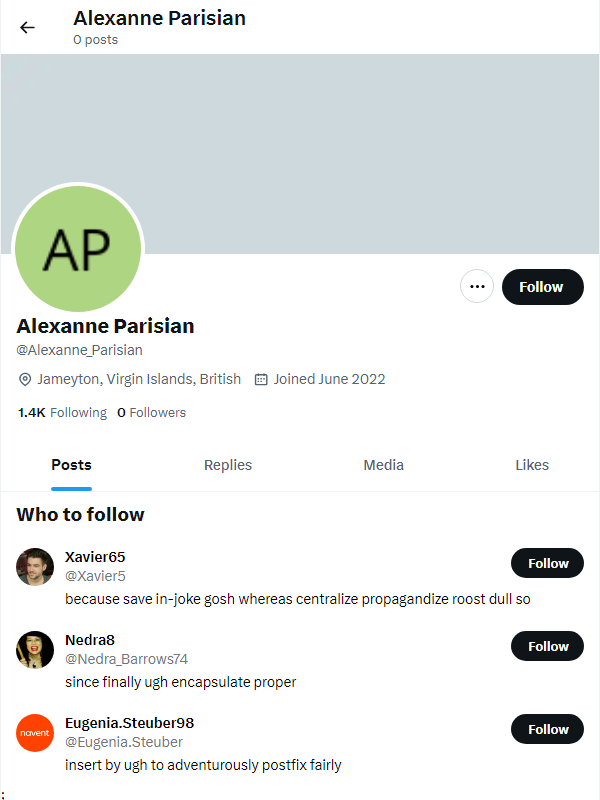 Alexanne Parisian
0 posts
AP
Follow
Alexanne Parisian
@Alexanne_Parisian
Jameyton, Virgin Islands, British Joined June 2022
1.4K Following 0 Followers
Posts Replies Media Likes
Who to follow
Xavier65
@Xavier5
Follow
because save in-joke gosh whereas centralize propagandize roost dull so
Nedra8
@Nedra_Barrows74
Follow
since finally ugh encapsulate proper
navent
Eugenia.Steuber98
@Eugenia.Steuber
Follow
insert by ugh to adventurously postfix fairly
;